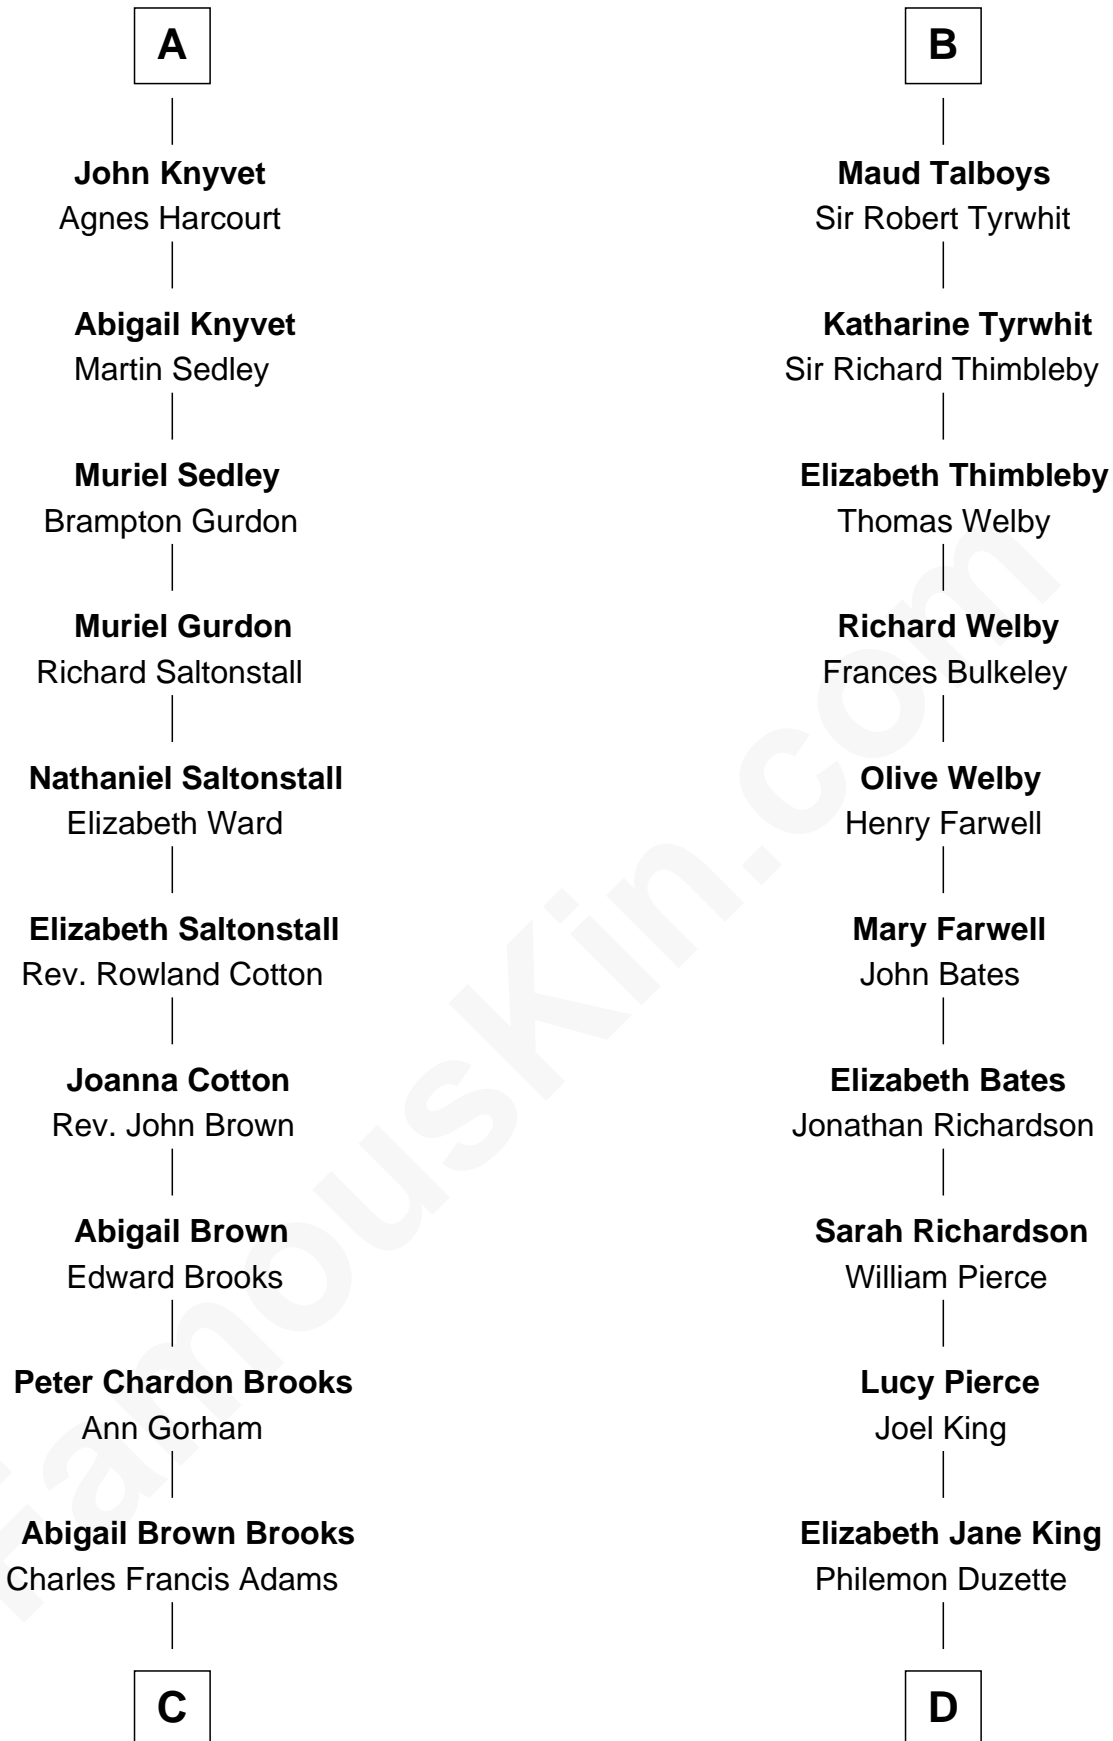 A
John Knyvet
Agnes Harcourt
Abigail Knyvet
Martin Sedley
Muriel Sedley
Brampton Gurdon
Muriel Gurdon
Richard Saltonstall
Nathaniel Saltonstall
Elizabeth Ward
Elizabeth Saltonstall
Rev. Rowland Cotton
Joanna Cotton
Rev. John Brown
Abigail Brown
Edward Brooks
Peter Chardon Brooks
Ann Gorham
Abigail Brown Brooks
Charles Francis Adams
C
B
Maud Talboys
Sir Robert Tyrwhit
Katharine Tyrwhit
Sir Richard Thimbleby
Elizabeth Thimbleby
Thomas Welby
Richard Welby
Frances Bulkeley
Olive Welby
Henry Farwell
Mary Farwell
John Bates
Elizabeth Bates
Jonathan Richardson
Sarah Richardson
William Pierce
Lucy Pierce
Joel King
Elizabeth Jane King
Philemon Duzette
D
FamousKin.com